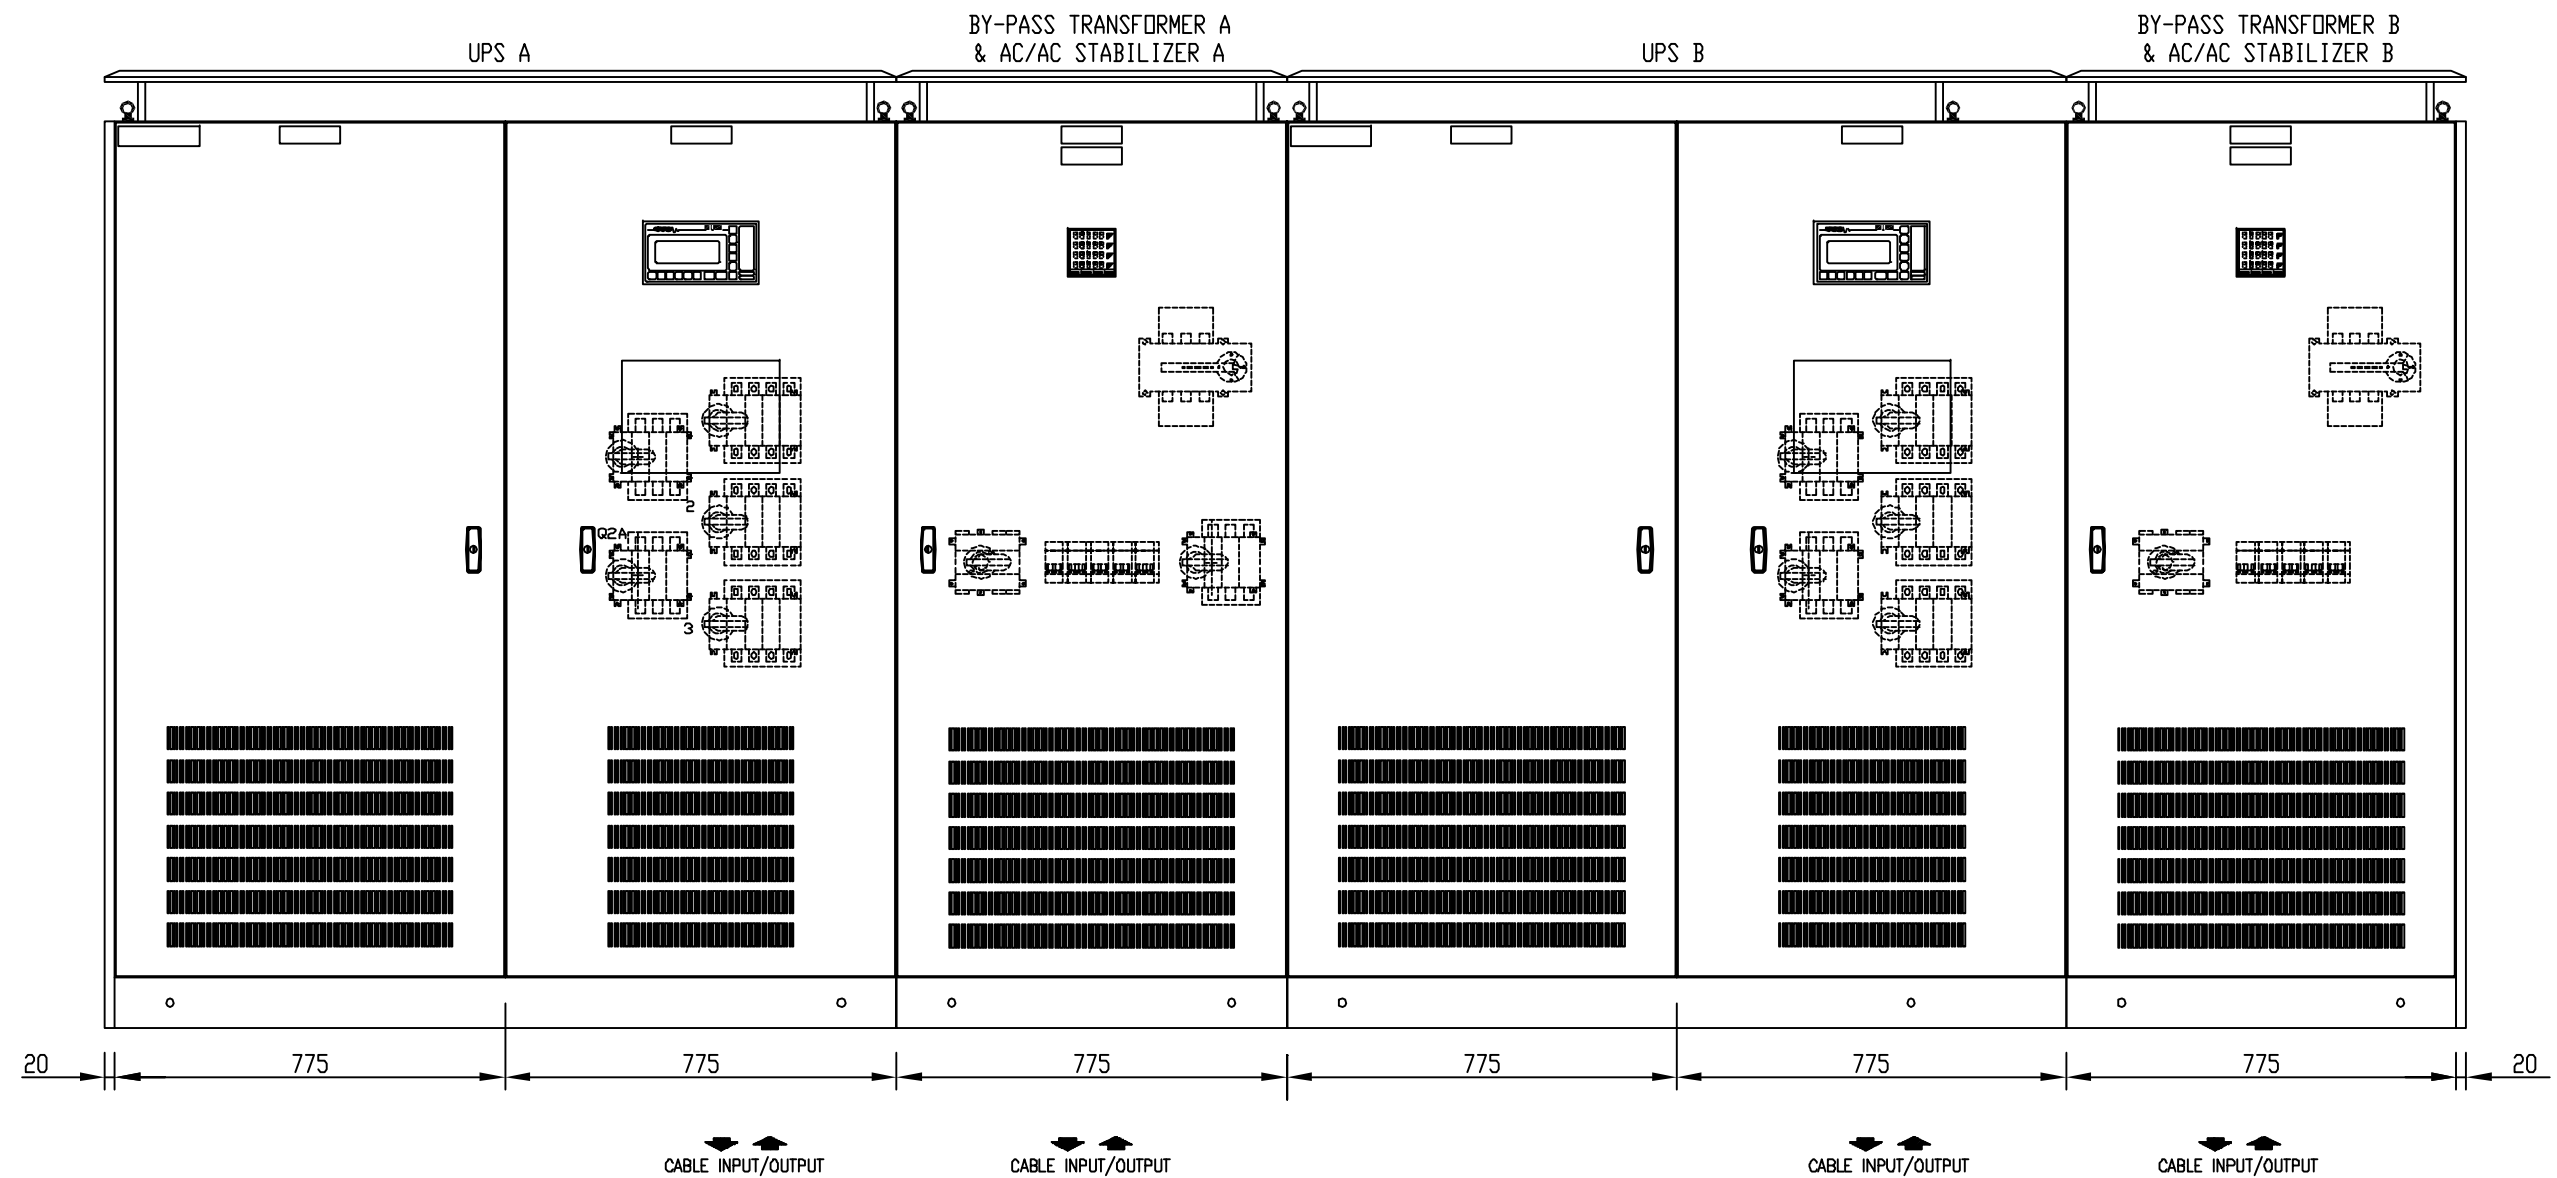 UPS A
BY-PASS TRANSFORMER A
& AC/AC STABILIZER A
UPS B
BY-PASS TRANSFORMER B
& AC/AC STABILIZER B
2
Q2A
3
20
775
775
775
775
775
775
20
CABLE INPUT/OUTPUT
CABLE INPUT/OUTPUT
CABLE INPUT/OUTPUT
CABLE INPUT/OUTPUT